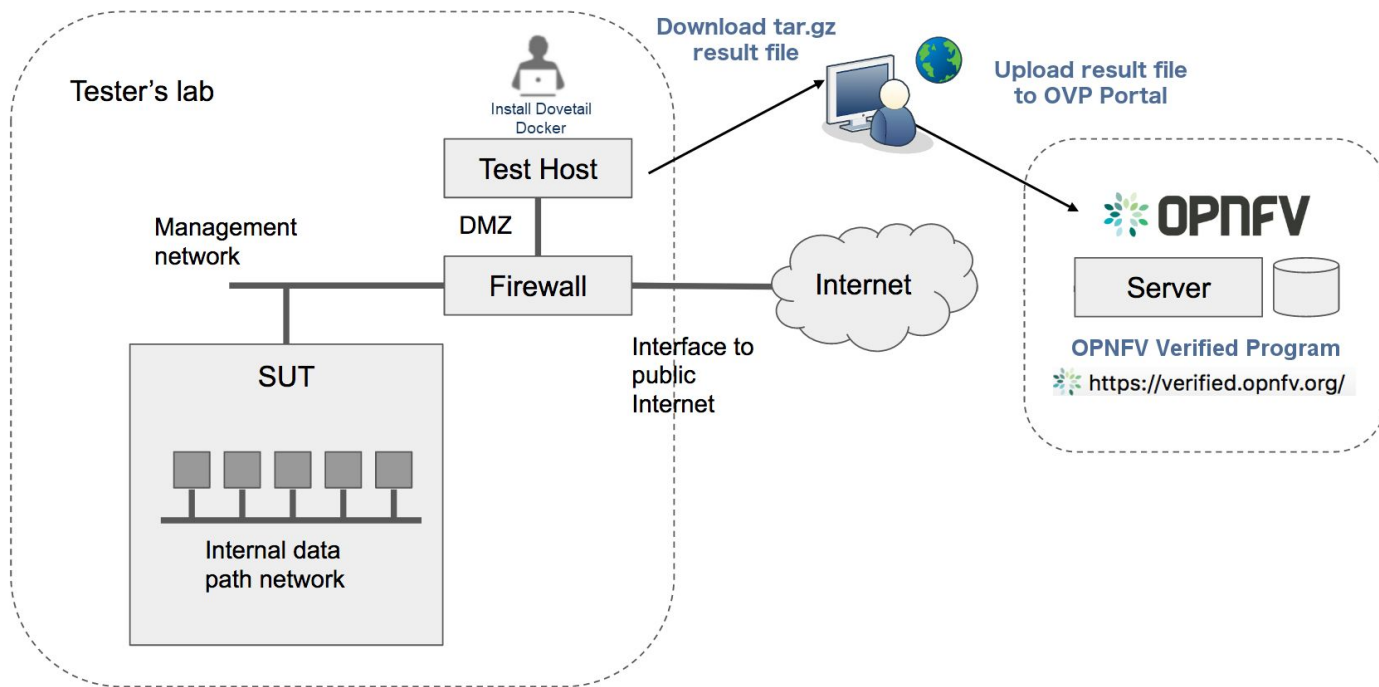 Download tar.gz
result file
Tester's lab
Install Dovetail
Docker
Upload result file
to OVP Portal
Test Host
Management
network
DMZ
OPNFV
Firewall
Internet
Server
Interface to
public
Internet
OPNFV Verified Program
https://verified.opnfv.org/
SUT
Internal data
path network